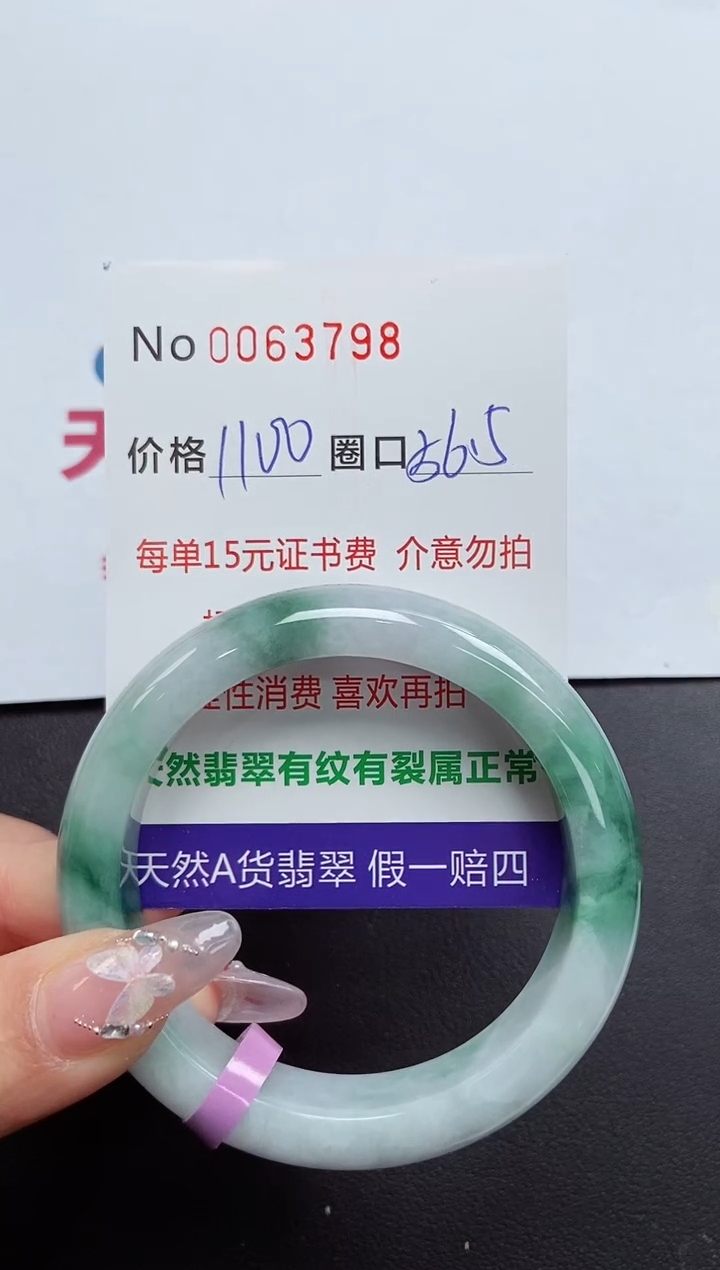 No 0063798
价格 1100 圈口 56.5
每单15元证书费 介意勿拍
性消费 喜欢再拍
天然翡翠有纹有裂属正常
天然A货翡翠 假一赔四